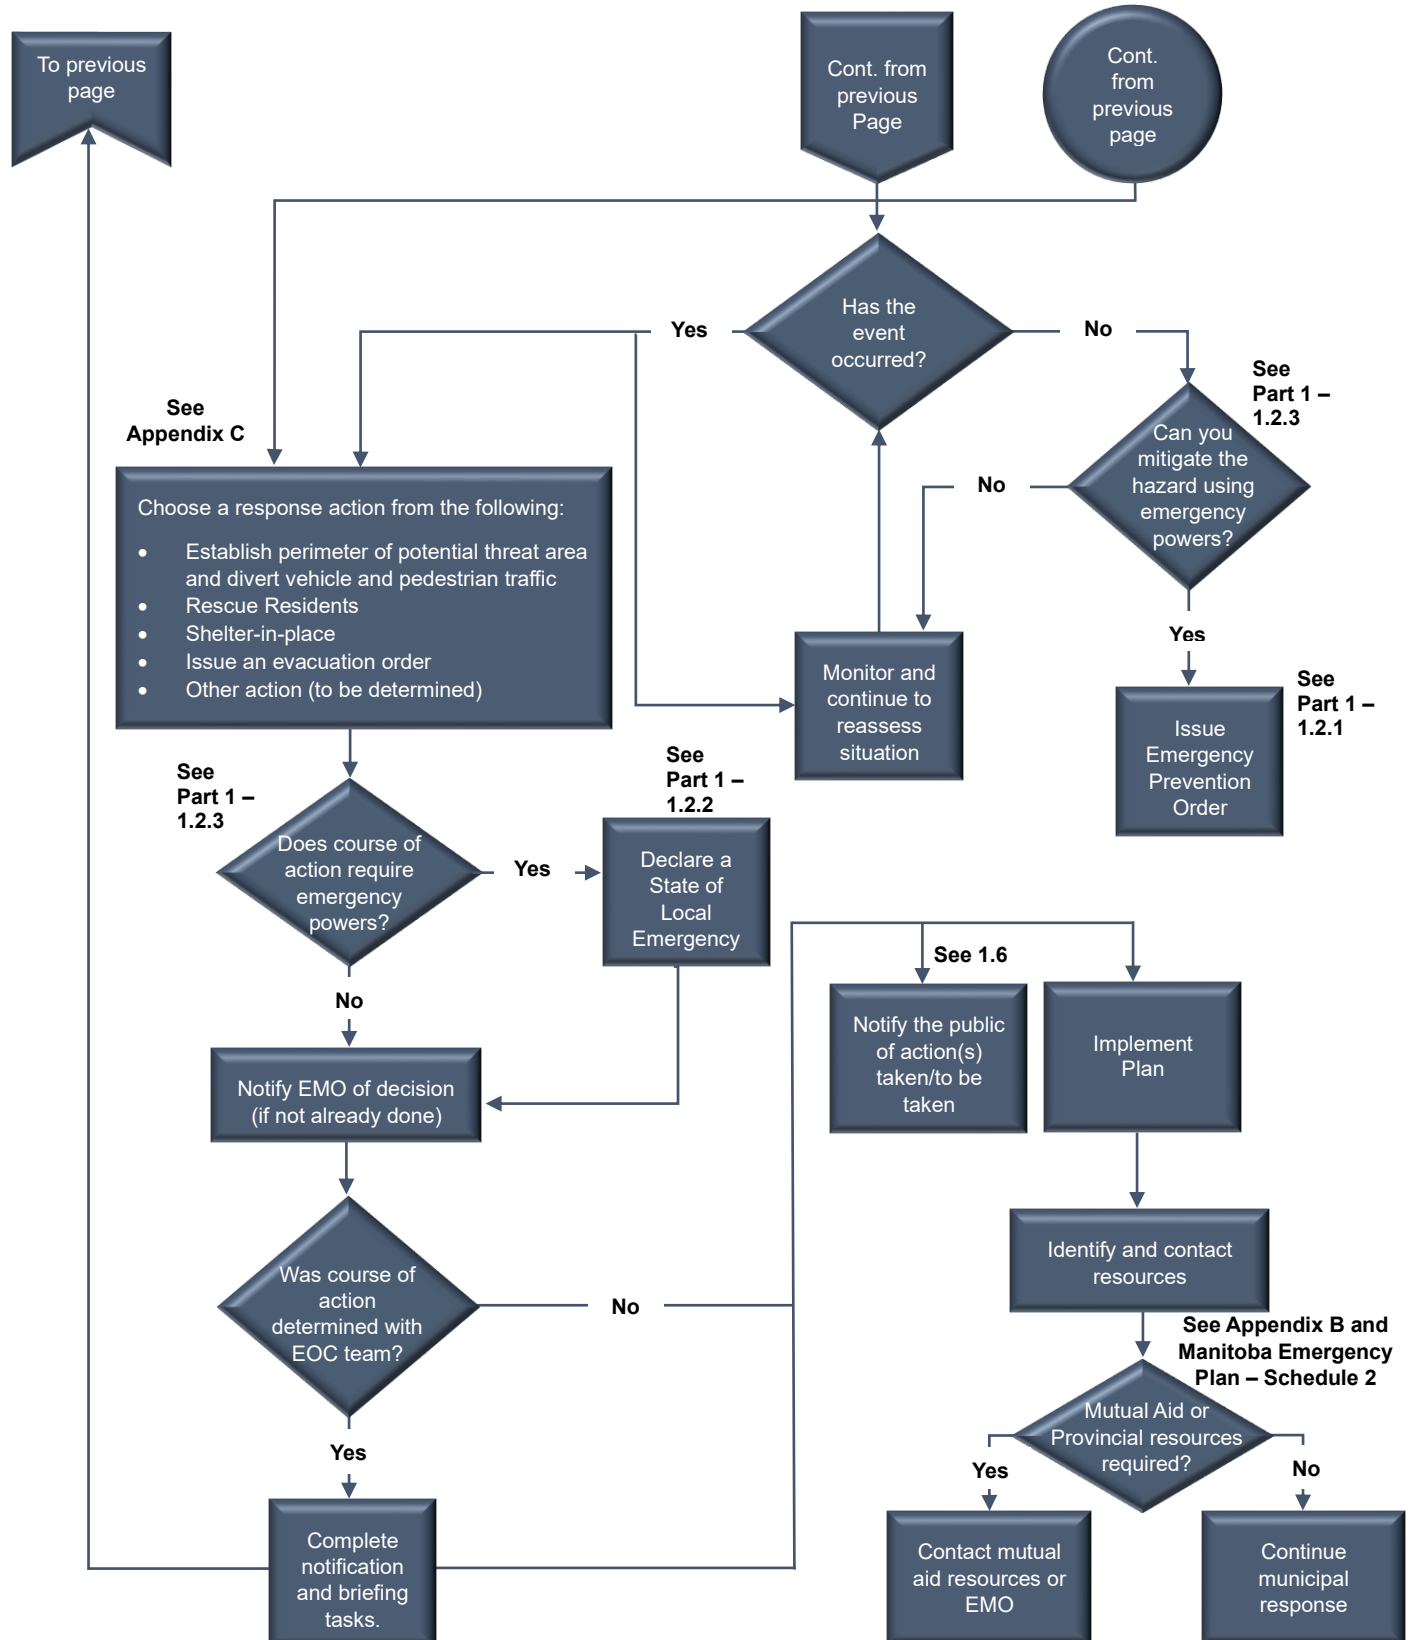 To previous
page
Cont. from
previous
Page
Cont.
from
previous
page
Has the
event
occurred?
Yes
No
See
Part 1 –
1.2.3
Can you
mitigate the
hazard using
emergency
powers?
No
Yes
See
Part 1 –
1.2.1
Issue
Emergency
Prevention
Order
Monitor and
continue to
reassess
situation
See
Appendix C
Choose a response action from the following:
• Establish perimeter of potential threat area
and divert vehicle and pedestrian traffic
• Rescue Residents
• Shelter-in-place
• Issue an evacuation order
• Other action (to be determined)
See
Part 1 –
1.2.3
Does course of
action require
emergency
powers?
Yes
See
Part 1 –
1.2.2
Declare a
State of
Local
Emergency
No
Notify EMO of decision
(if not already done)
Was course of
action
determined with
EOC team?
No
Yes
Complete
notification
and briefing
tasks.
See 1.6
Notify the public
of action(s)
taken/to be
taken
Implement
Plan
Identify and contact
resources
See Appendix B and
Manitoba Emergency
Plan – Schedule 2
Mutual Aid or
Provincial resources
required?
Yes
No
Contact mutual
aid resources or
EMO
Continue
municipal
response